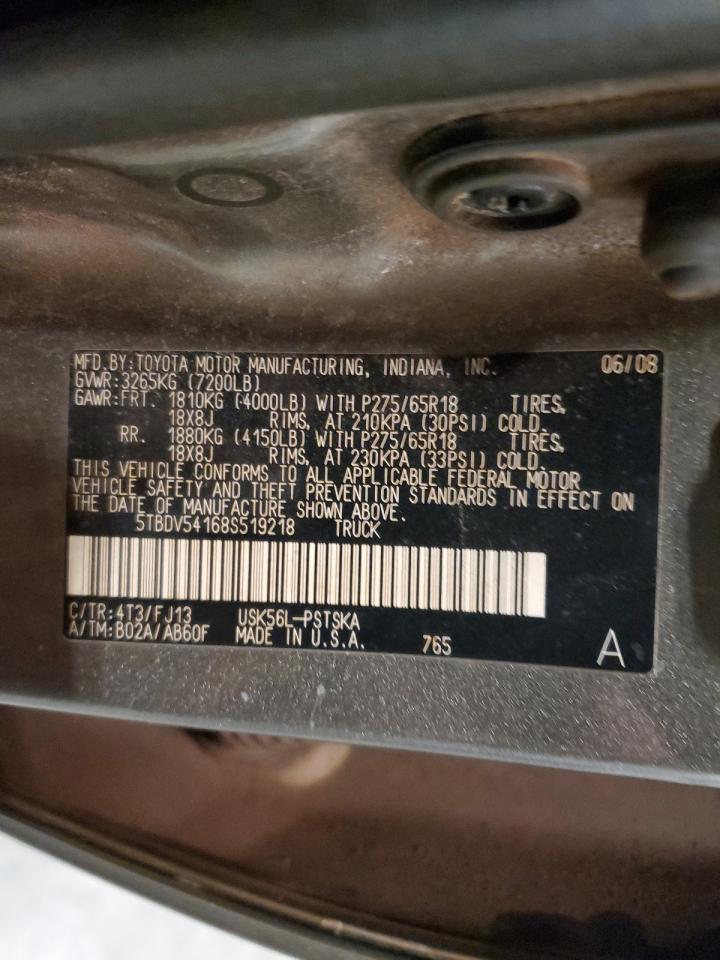 MFD.BY:TOYOTA MOTOR MANUFACTURING, INDIANA, INC. 06/08
GVWR:3265KG (7200LB)
GAWR:FRT. 1810KG (4000LB) WITH P275/65R18 TIRES,
18X8J RIMS, AT 210KPA (30PSI) COLD.
RR. 1880KG (4150LB) WITH P275/65R18 TIRES,
18X8J RIMS, AT 230KPA (33PSI) COLD.
THIS VEHICLE CONFORMS TO ALL APPLICABLE FEDERAL MOTOR
VEHICLE SAFETY AND THEFT PREVENTION STANDARDS IN EFFECT ON
THE DATE OF MANUFACTURE SHOWN ABOVE.
5TBDV54168S519218 TRUCK
C/TR:4T3/FJ13 USK56L-PSTSKA
A/TM:B02A/AB60F MADE IN U.S.A. 765 A